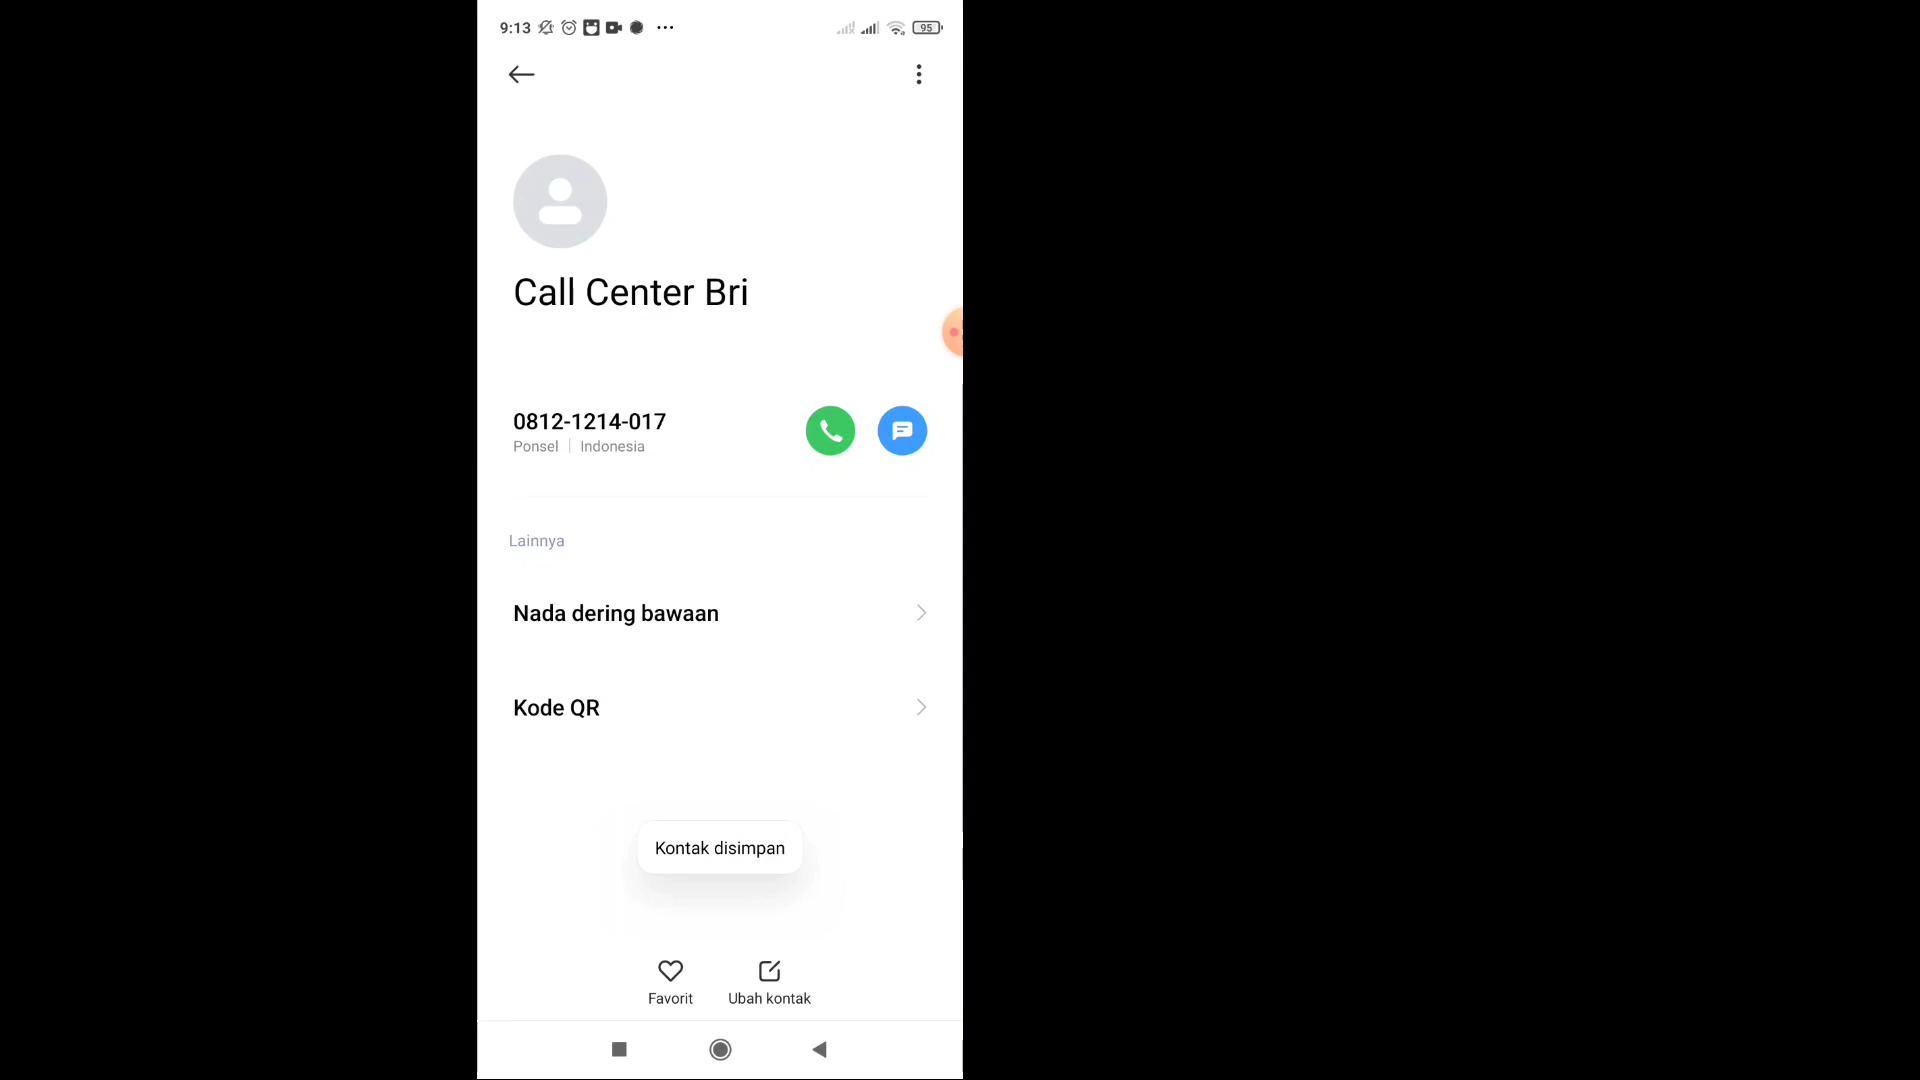 9:13
95
Call Center Bri
0812-1214-017
Ponsel | Indonesia
Lainnya
Nada dering bawaan
Kode QR
Kontak disimpan
Favorit
Ubah kontak